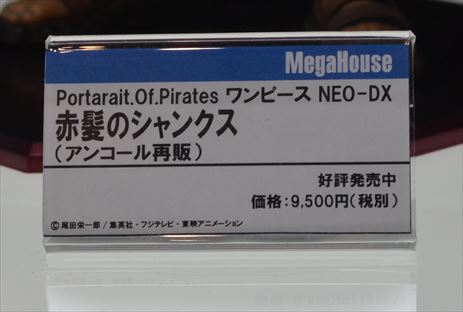 MegaHouse
Portarait.Of.Pirates ワンピース NEO-DX
赤髪のシャンクス
(アンコール再販)
好評発売中
価格:9,500円(税別)
©尾田栄一郎/集英社・フジテレビ・東映アニメーション